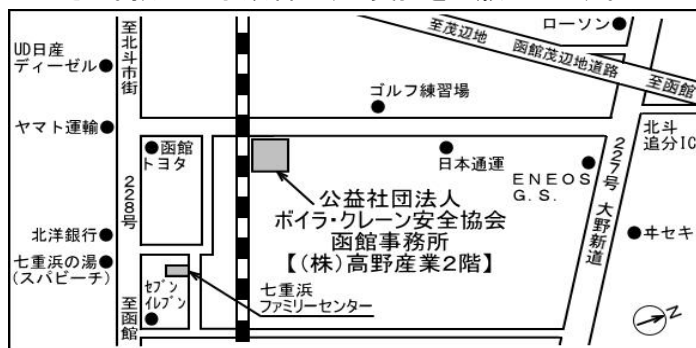 至北斗市街
UD日産
ディーゼル●
ローソン●
至茂辺地
函館茂辺地道路
至函館
ゴルフ練習場
ヤマト運輸●
●函館
トヨタ
日本通運
ENEOS
G.S.
北斗
追分IC
227号 大野新道
228号
公益社団法人
ボイラ・クレーン安全協会
函館事務所
【(株)高野産業2階】
北洋銀行●
七重浜の湯●
(スパビーチ)
●ヰセキ
セブン
イレブン
七重浜
ファミリーセンター
至函館
N